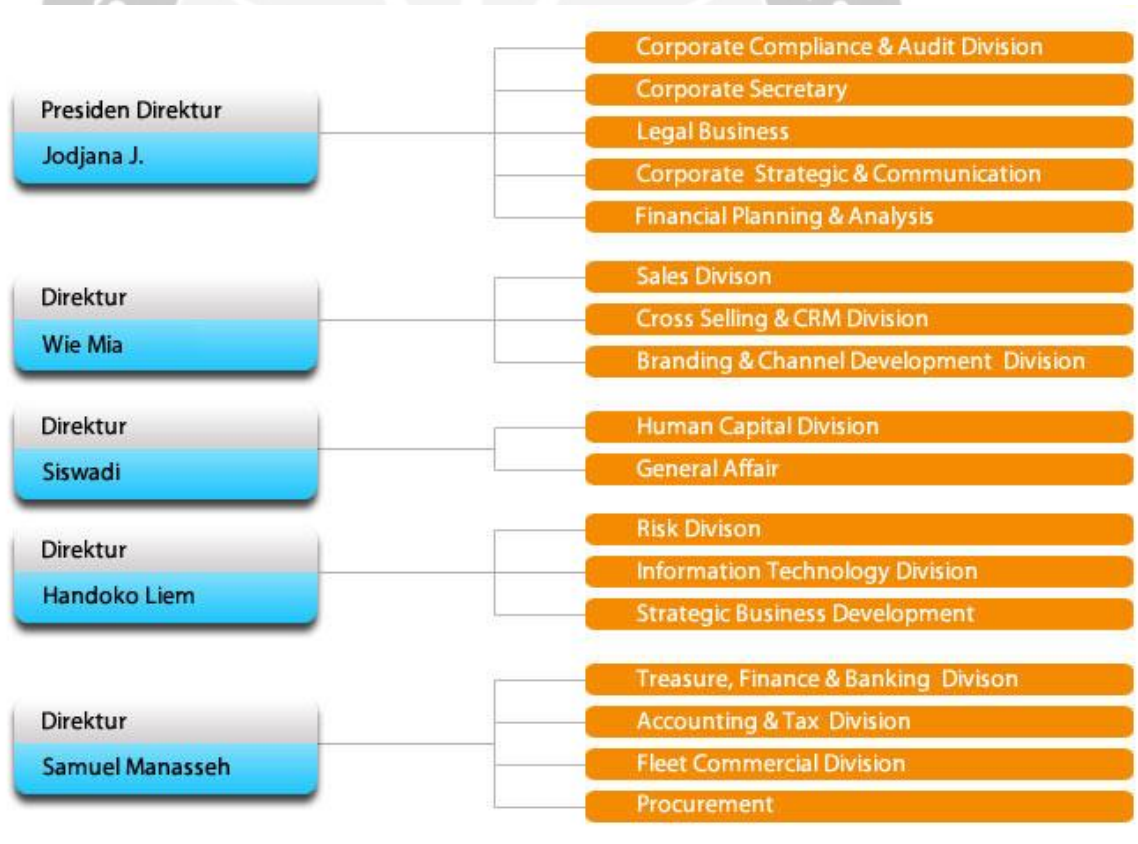 Presiden Direktur
Jodjana J.
Corporate Compliance & Audit Division
Corporate Secretary
Legal Business
Corporate Strategic & Communication
Financial Planning & Analysis
Direktur
Wie Mia
Sales Divison
Cross Selling & CRM Division
Branding & Channel Development Division
Direktur
Siswadi
Human Capital Division
General Affair
Direktur
Handoko Liem
Risk Divison
Information Technology Division
Strategic Business Development
Direktur
Samuel Manasseh
Treasure, Finance & Banking Divison
Accounting & Tax Division
Fleet Commercial Division
Procurement